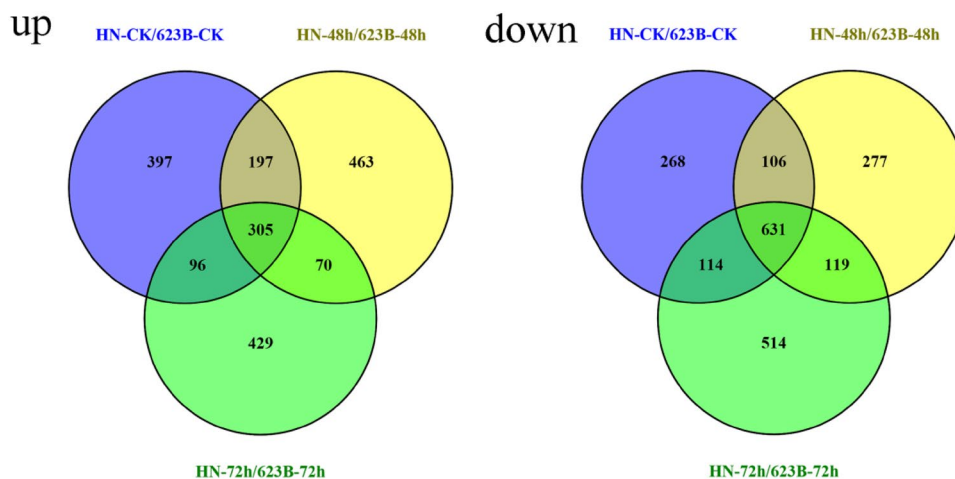 up
HN-CK/623B-CK HN-48h/623B-48h
397 197 463
305
96 70
429
HN-72h/623B-72h
down
HN-CK/623B-CK HN-48h/623B-48h
268 106 277
631
114 119
514
HN-72h/623B-72h